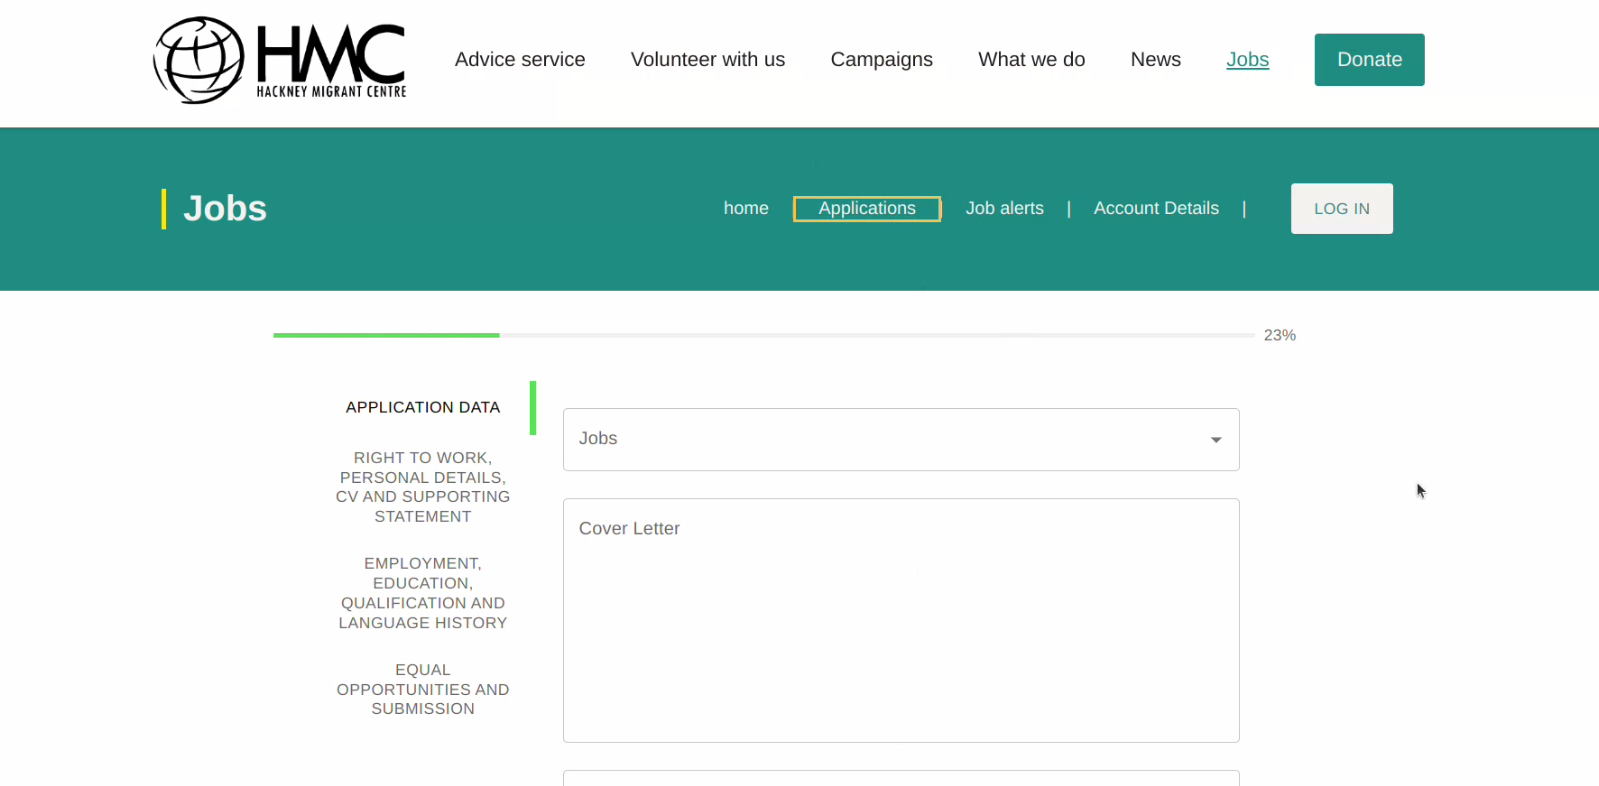 HMC
HACKNEY MIGRANT CENTRE
Advice service
Volunteer with us
Campaigns
What we do
News
Jobs
Donate
Jobs
home
Applications
Job alerts |
Account Details |
LOG IN
23%
APPLICATION DATA
RIGHT TO WORK,
PERSONAL DETAILS,
CV AND SUPPORTING
STATEMENT
EMPLOYMENT,
EDUCATION,
QUALIFICATION AND
LANGUAGE HISTORY
EQUAL
OPPORTUNITIES AND
SUBMISSION
Jobs
Cover Letter